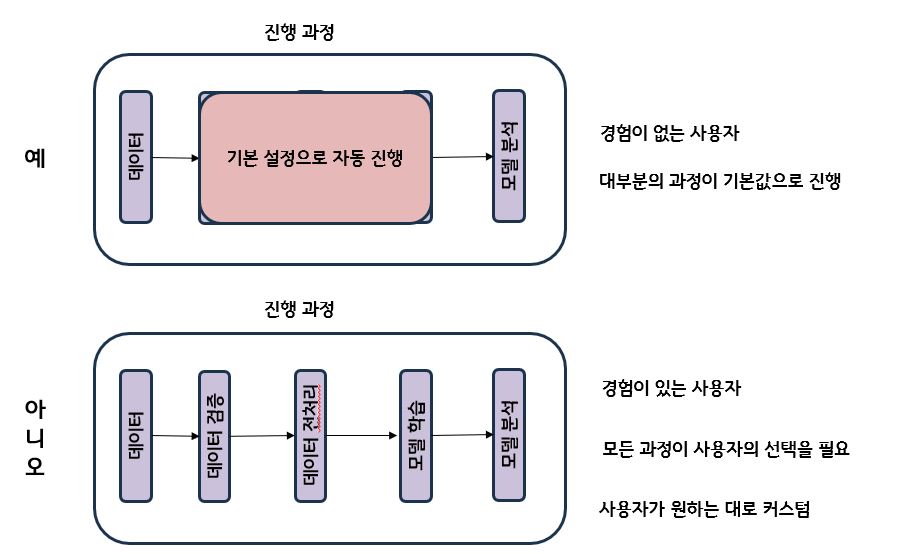 진행 과정
예
데이터
기본 설정으로 자동 진행
모델 분석
경험이 없는 사용자
대부분의 과정이 기본값으로 진행
진행 과정
아
니
오
데이터
데이터 검증
데이터 전처리
모델 학습
모델 분석
경험이 있는 사용자
모든 과정이 사용자의 선택을 필요
사용자가 원하는 대로 커스텀